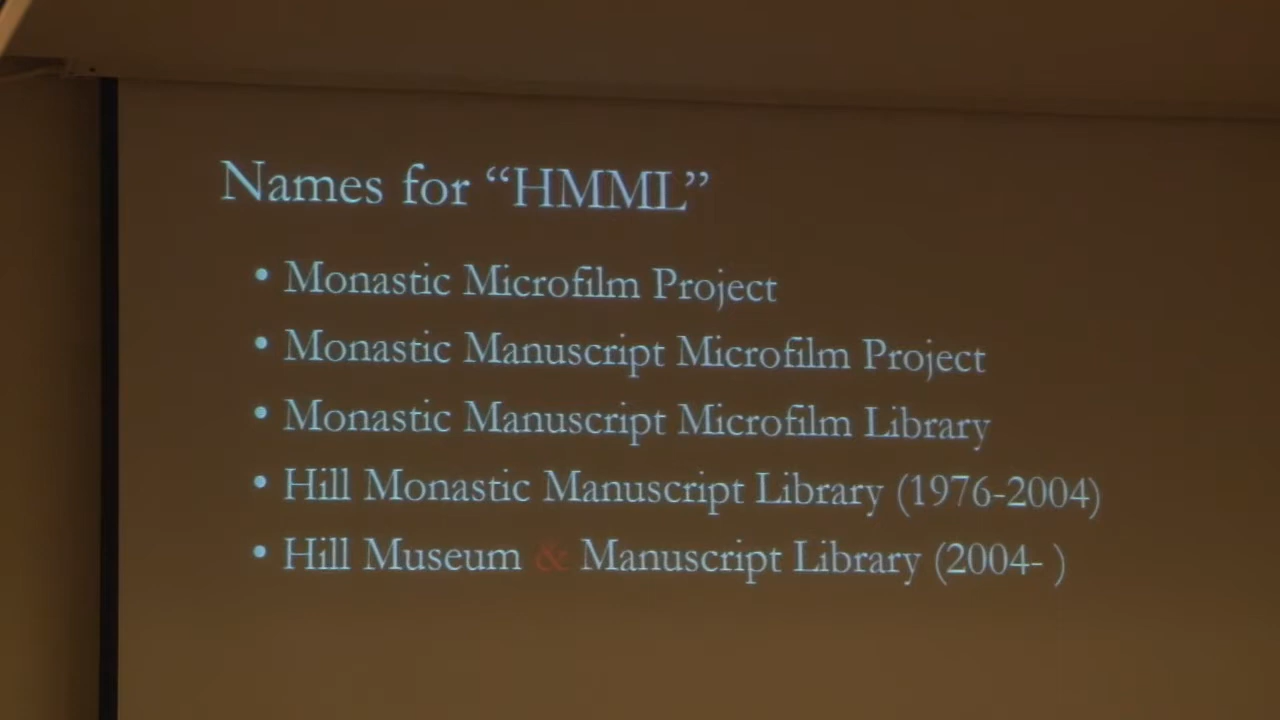 Names for “HMML”
• Monastic Microfilm Project
• Monastic Manuscript Microfilm Project
• Monastic Manuscript Microfilm Library
• Hill Monastic Manuscript Library (1976-2004)
• Hill Museum & Manuscript Library (2004- )